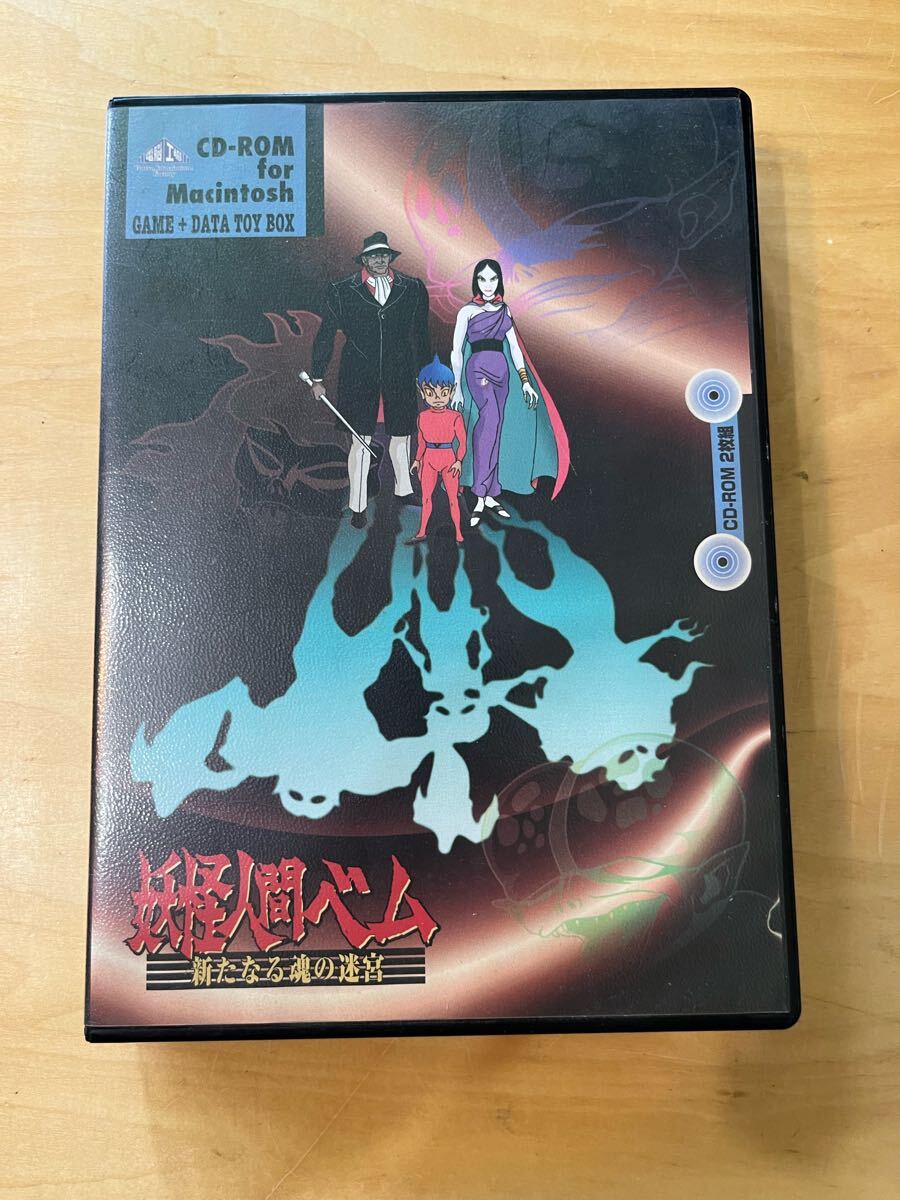 CD-ROM
for
Macintosh
GAME + DATA TOY BOX
CD-ROM 2枚組
妖怪人間ベム
新たなる魂の迷宮